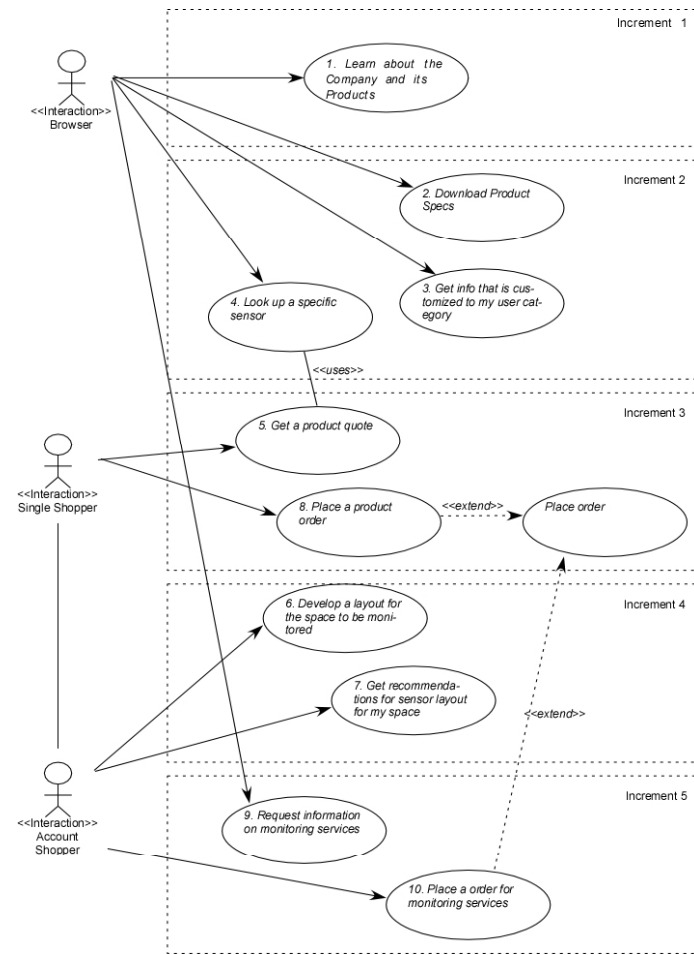 Increment 1
1. Learn about the
Company and its
Products
<<Interaction>>
Browser
Increment 2
2. Download Product
Specs
3. Get info that is cus-
tomized to my user cat-
egory
4. Look up a specific
sensor
<<uses>>
Increment 3
5. Get a product quote
<<Interaction>>
Single Shopper
8. Place a product
order
<<extend>>
Place order
Increment 4
6. Develop a layout for
the space to be moni-
tored
7. Get recommenda-
tions for sensor layout
for my space
<<extend>>
Increment 5
<<Interaction>>
Account
Shopper
9. Request information
on monitoring services
10. Place a order for
monitoring services